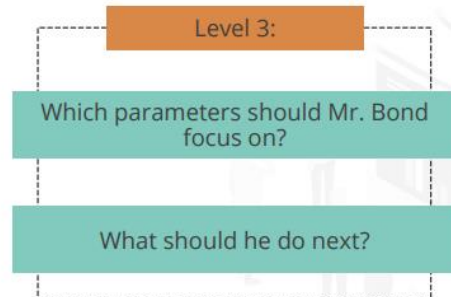 Level 3:
Which parameters should Mr. Bond
focus on?
What should he do next?